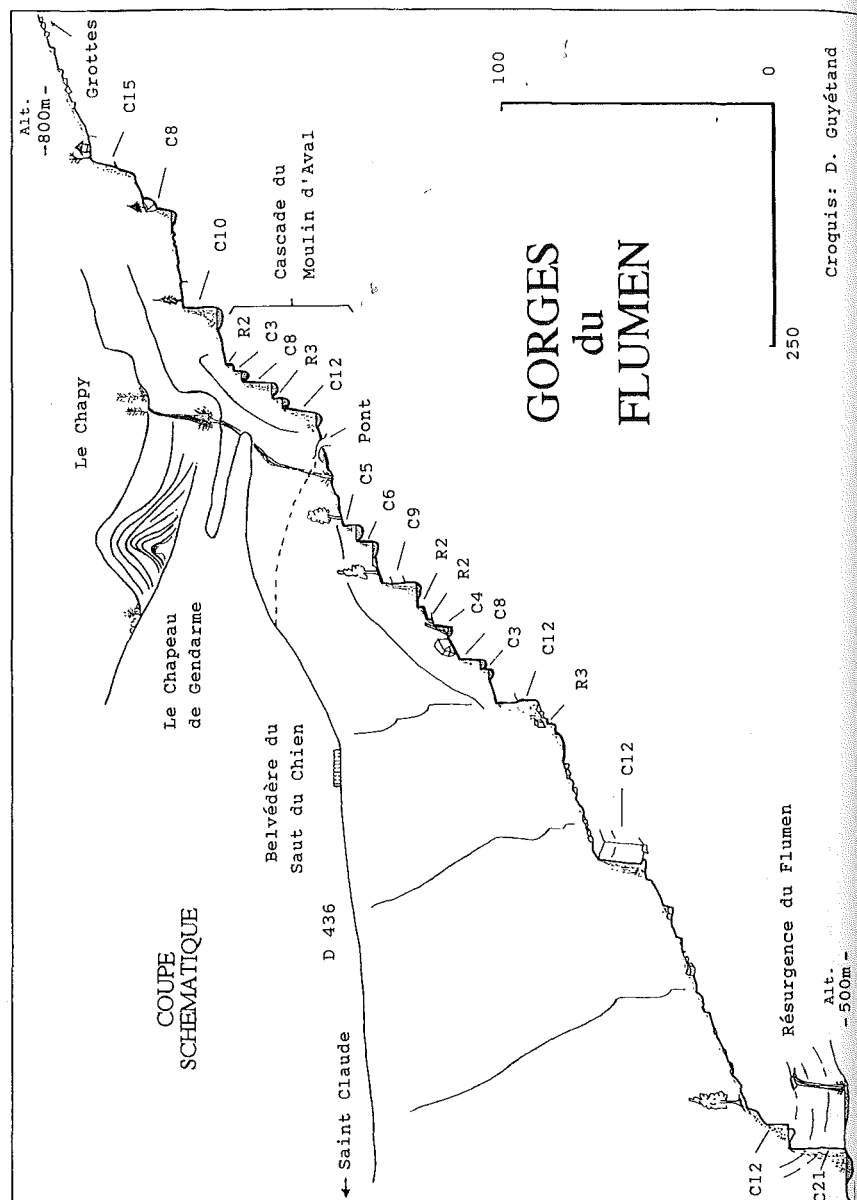 COUPE
SCHEMATIQUE
GORGES
du
FLUMEN
Alt.
--800m-
Grottes
C15
C8
C10
Cascade du
Moulin d'Aval
R2
C3
C8
R3
C12
Pont
C5
C6
C9
R2
R2
C4
C8
C3
C12
R3
C12
Le Chapy
Le Chapeau
de Gendarme
Belvédère du
Saut du Chien
D 436
← Saint Claude
Résurgence du Flumen
Alt.
-500m-
C12
C21
100
0
250
Croquis: D. Guyétand